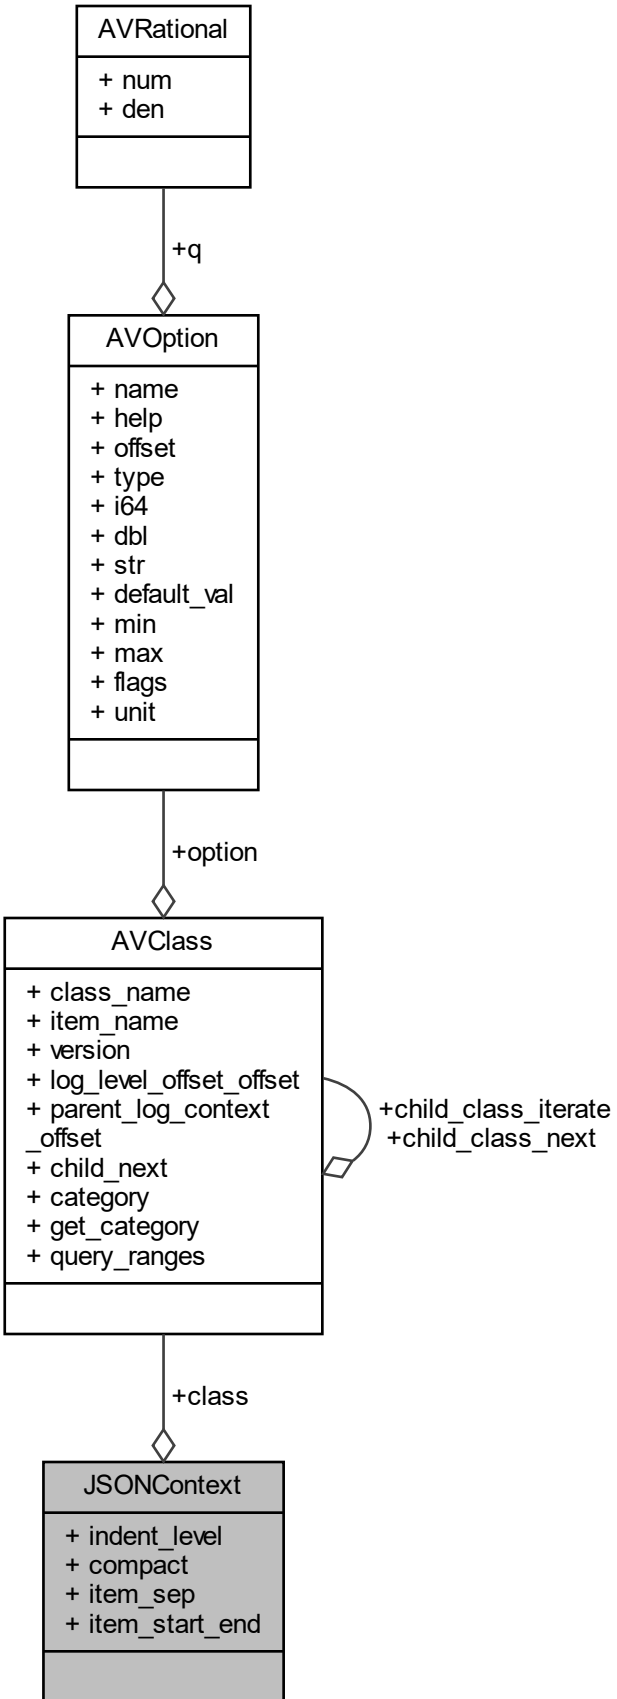 AVRational
+ num
+ den
+q
AVOption
+ name
+ help
+ offset
+ type
+ i64
+ dbl
+ str
+ default_val
+ min
+ max
+ flags
+ unit
+option
AVClass
+ class_name
+ item_name
+ version
+ log_level_offset_offset
+ parent_log_context
_offset
+ child_next
+ category
+ get_category
+ query_ranges
+child_class_iterate
+child_class_next
+class
JSONContext
+ indent_level
+ compact
+ item_sep
+ item_start_end